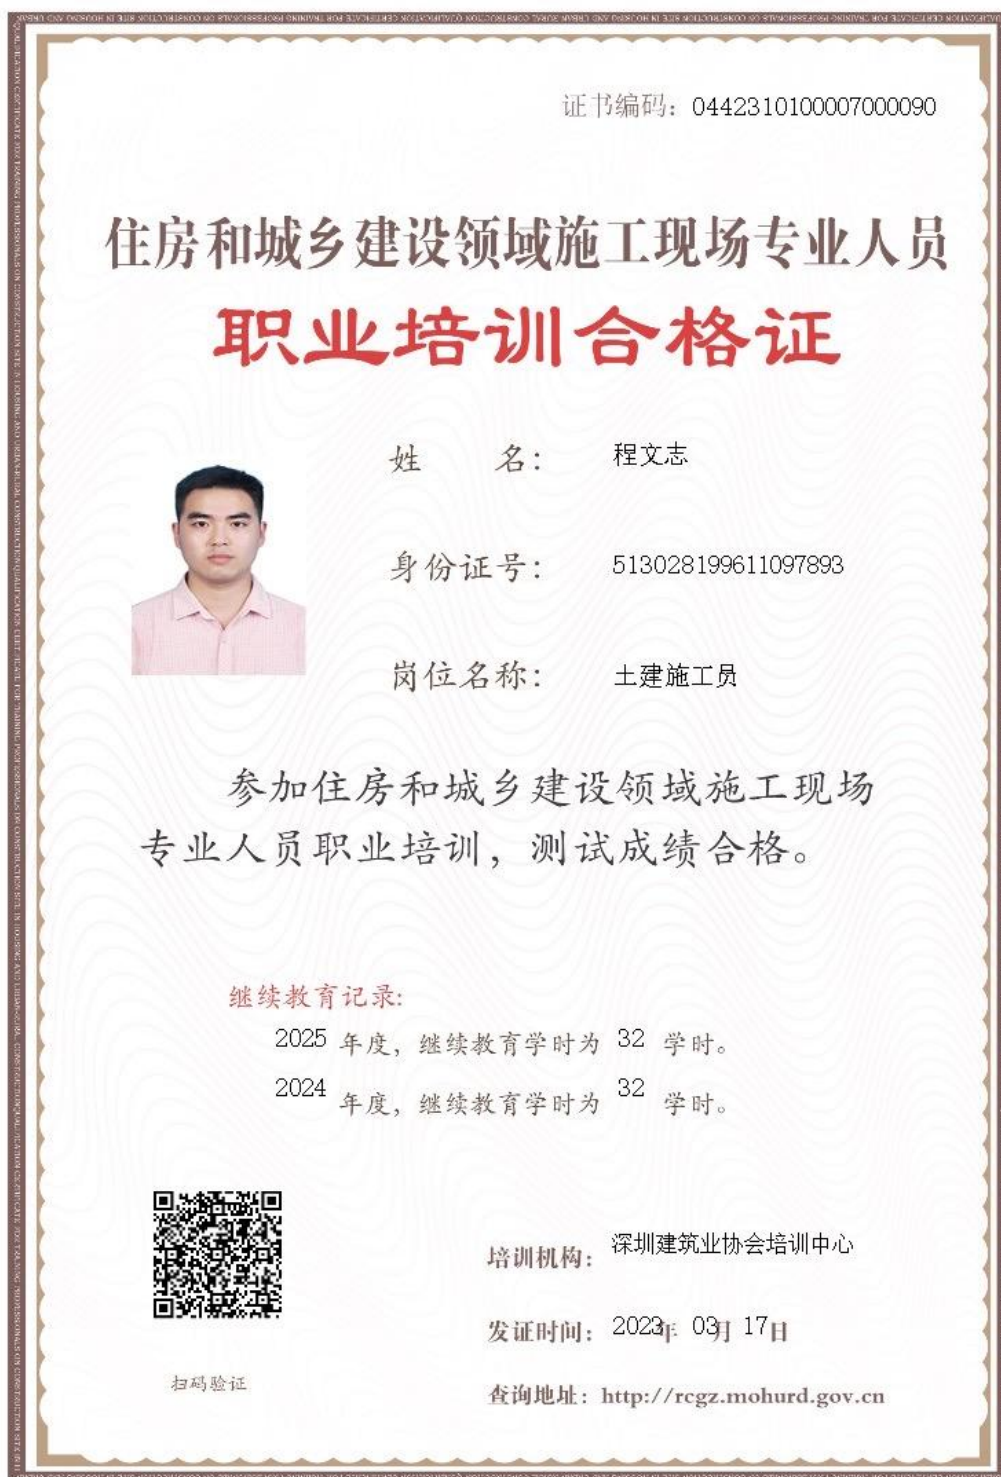 证书编码：0442310100007000090
住房和城乡建设领域施工现场专业人员
职业培训合格证
姓 名： 程文志
身份证号： 513028199611097893
岗位名称： 土建施工员
参加住房和城乡建设领域施工现场
专业人员职业培训，测试成绩合格。
继续教育记录:
2025 年度，继续教育学时为 32 学时。
2024 年度，继续教育学时为 32 学时。
培训机构： 深圳建筑业协会培训中心
发证时间： 2023年 03月 17日
扫码验证
查询地址：http://rcgz.mohurd.gov.cn